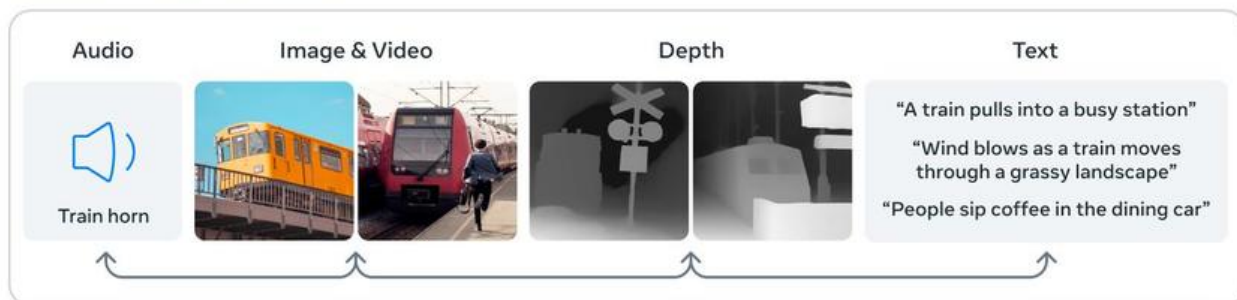 Audio
Image & Video
Depth
Text
Train horn
“A train pulls into a busy station”
“Wind blows as a train moves
through a grassy landscape”
“People sip coffee in the dining car”